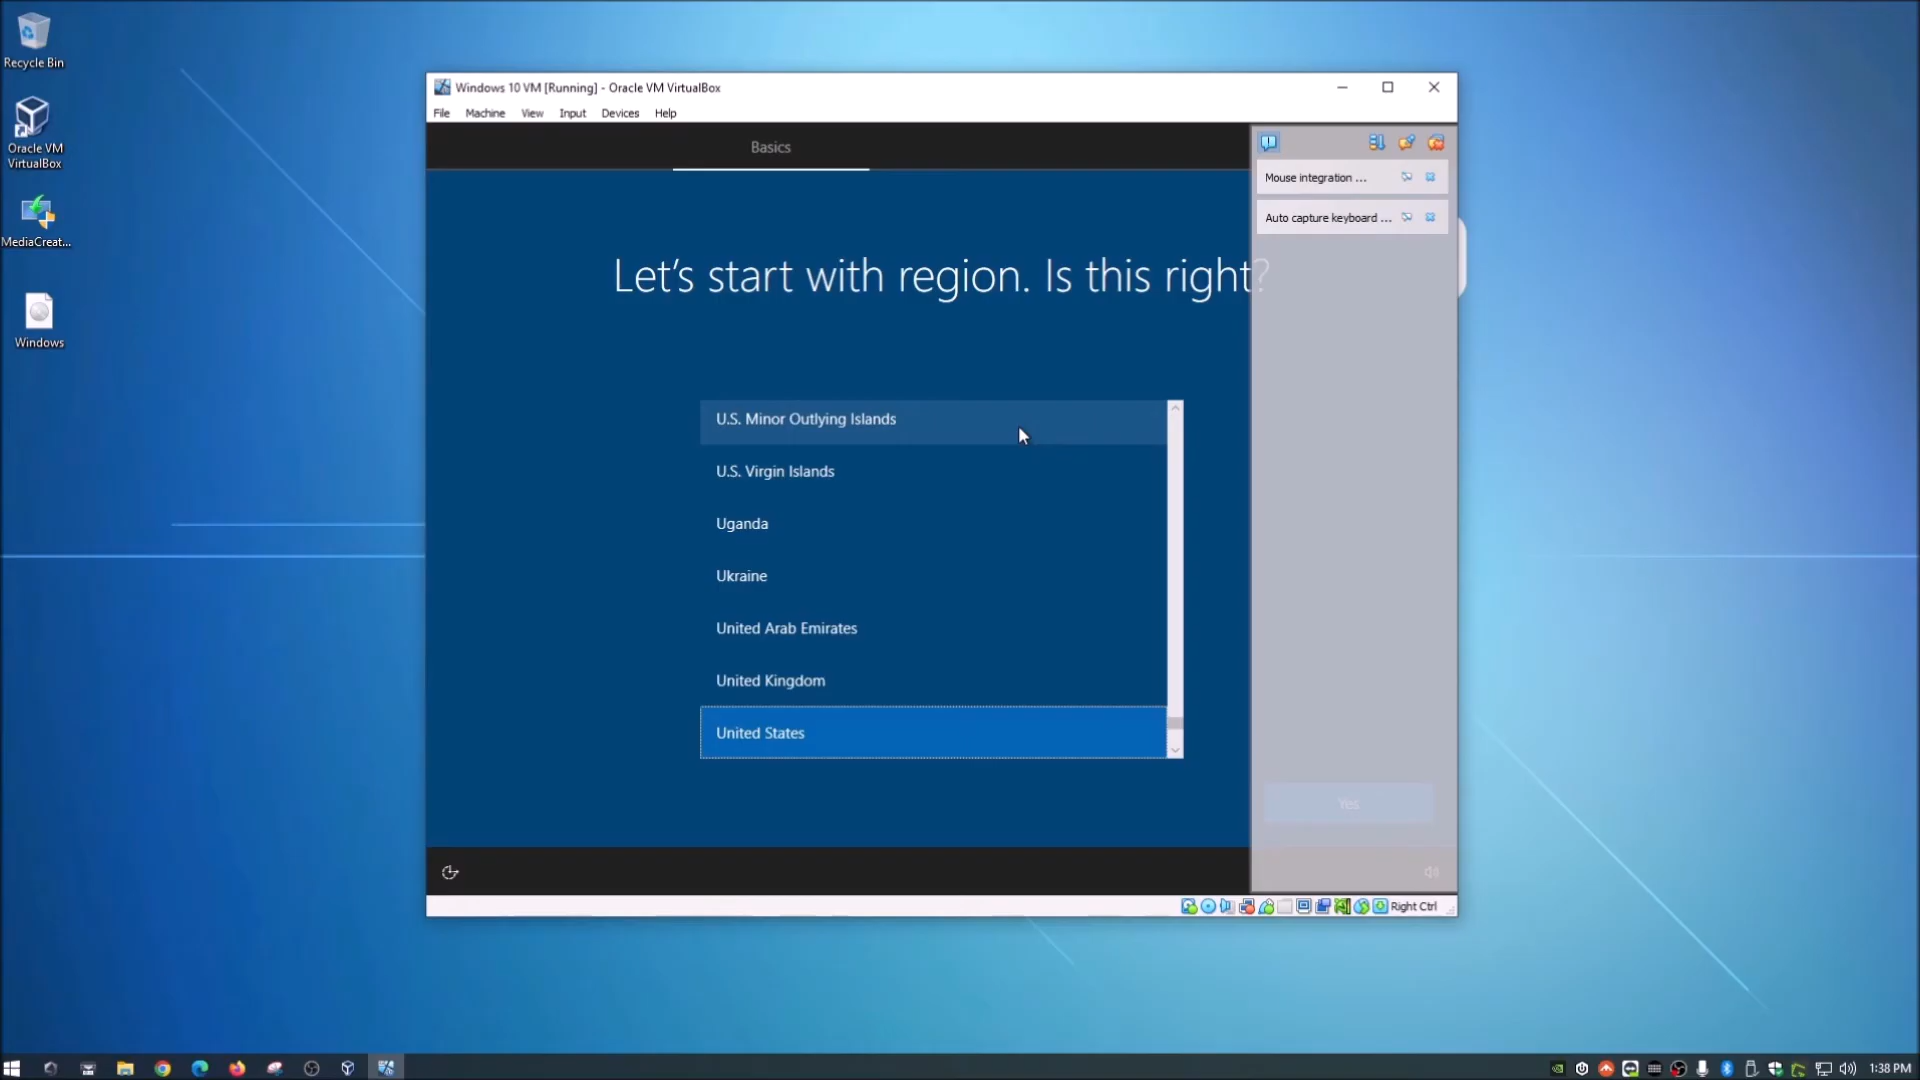 Recycle Bin
Oracle VM
VirtualBox
MediaCreat...
Windows
Windows 10 VM [Running] - Oracle VM VirtualBox
File Machine View Input Devices Help
Basics
Mouse integration ...
Auto capture keyboard ...
Let's start with region. Is this right?
U.S. Minor Outlying Islands
U.S. Virgin Islands
Uganda
Ukraine
United Arab Emirates
United Kingdom
United States
Yes
Right Ctrl
1:38 PM